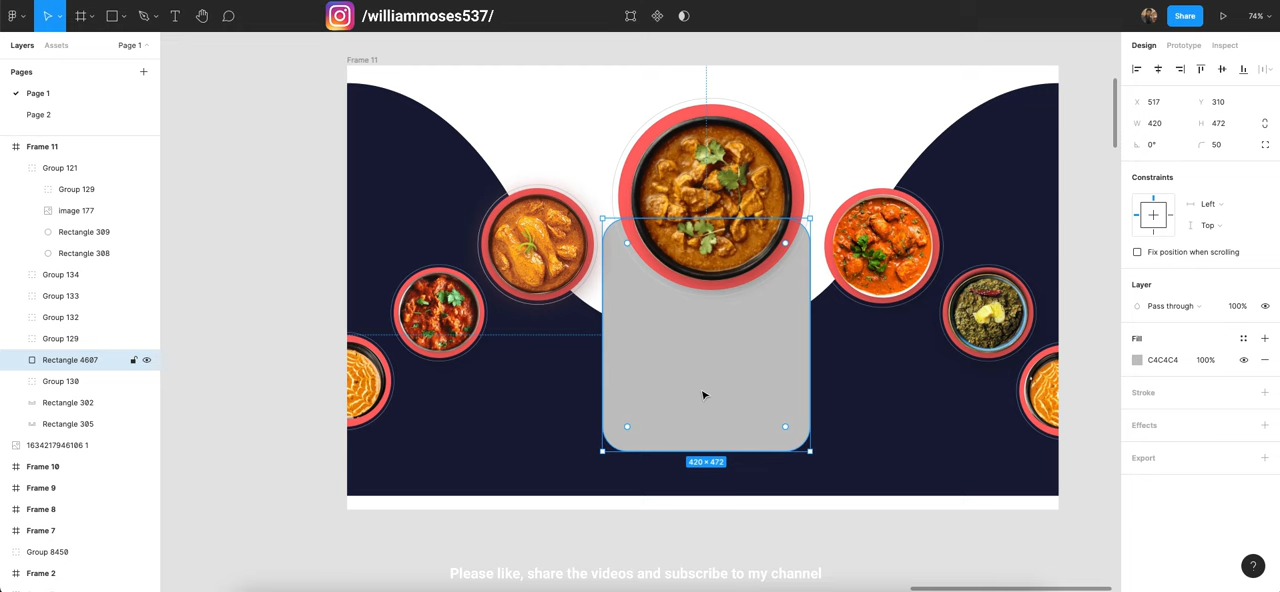 /williammoses537/
Share
74%
Layers
Assets
Page 1
Design
Prototype
Inspect
Pages
Page 1
Page 2
Frame 11
Group 121
Group 129
image 177
Rectangle 309
Rectangle 308
Group 134
Group 133
Group 132
Group 129
Rectangle 4607
Group 130
Rectangle 302
Rectangle 305
1634217946106 1
Frame 10
Frame 9
Frame 8
Frame 7
Group 8450
Frame 2
Frame 11
420 × 472
Please like, share the videos and subscribe to my channel
X 517 Y 310
W 420 H 472
0° 50
Constraints
Left
Top
Fix position when scrolling
Layer
Pass through 100%
Fill
C4C4C4 100%
Stroke
Effects
Export
?